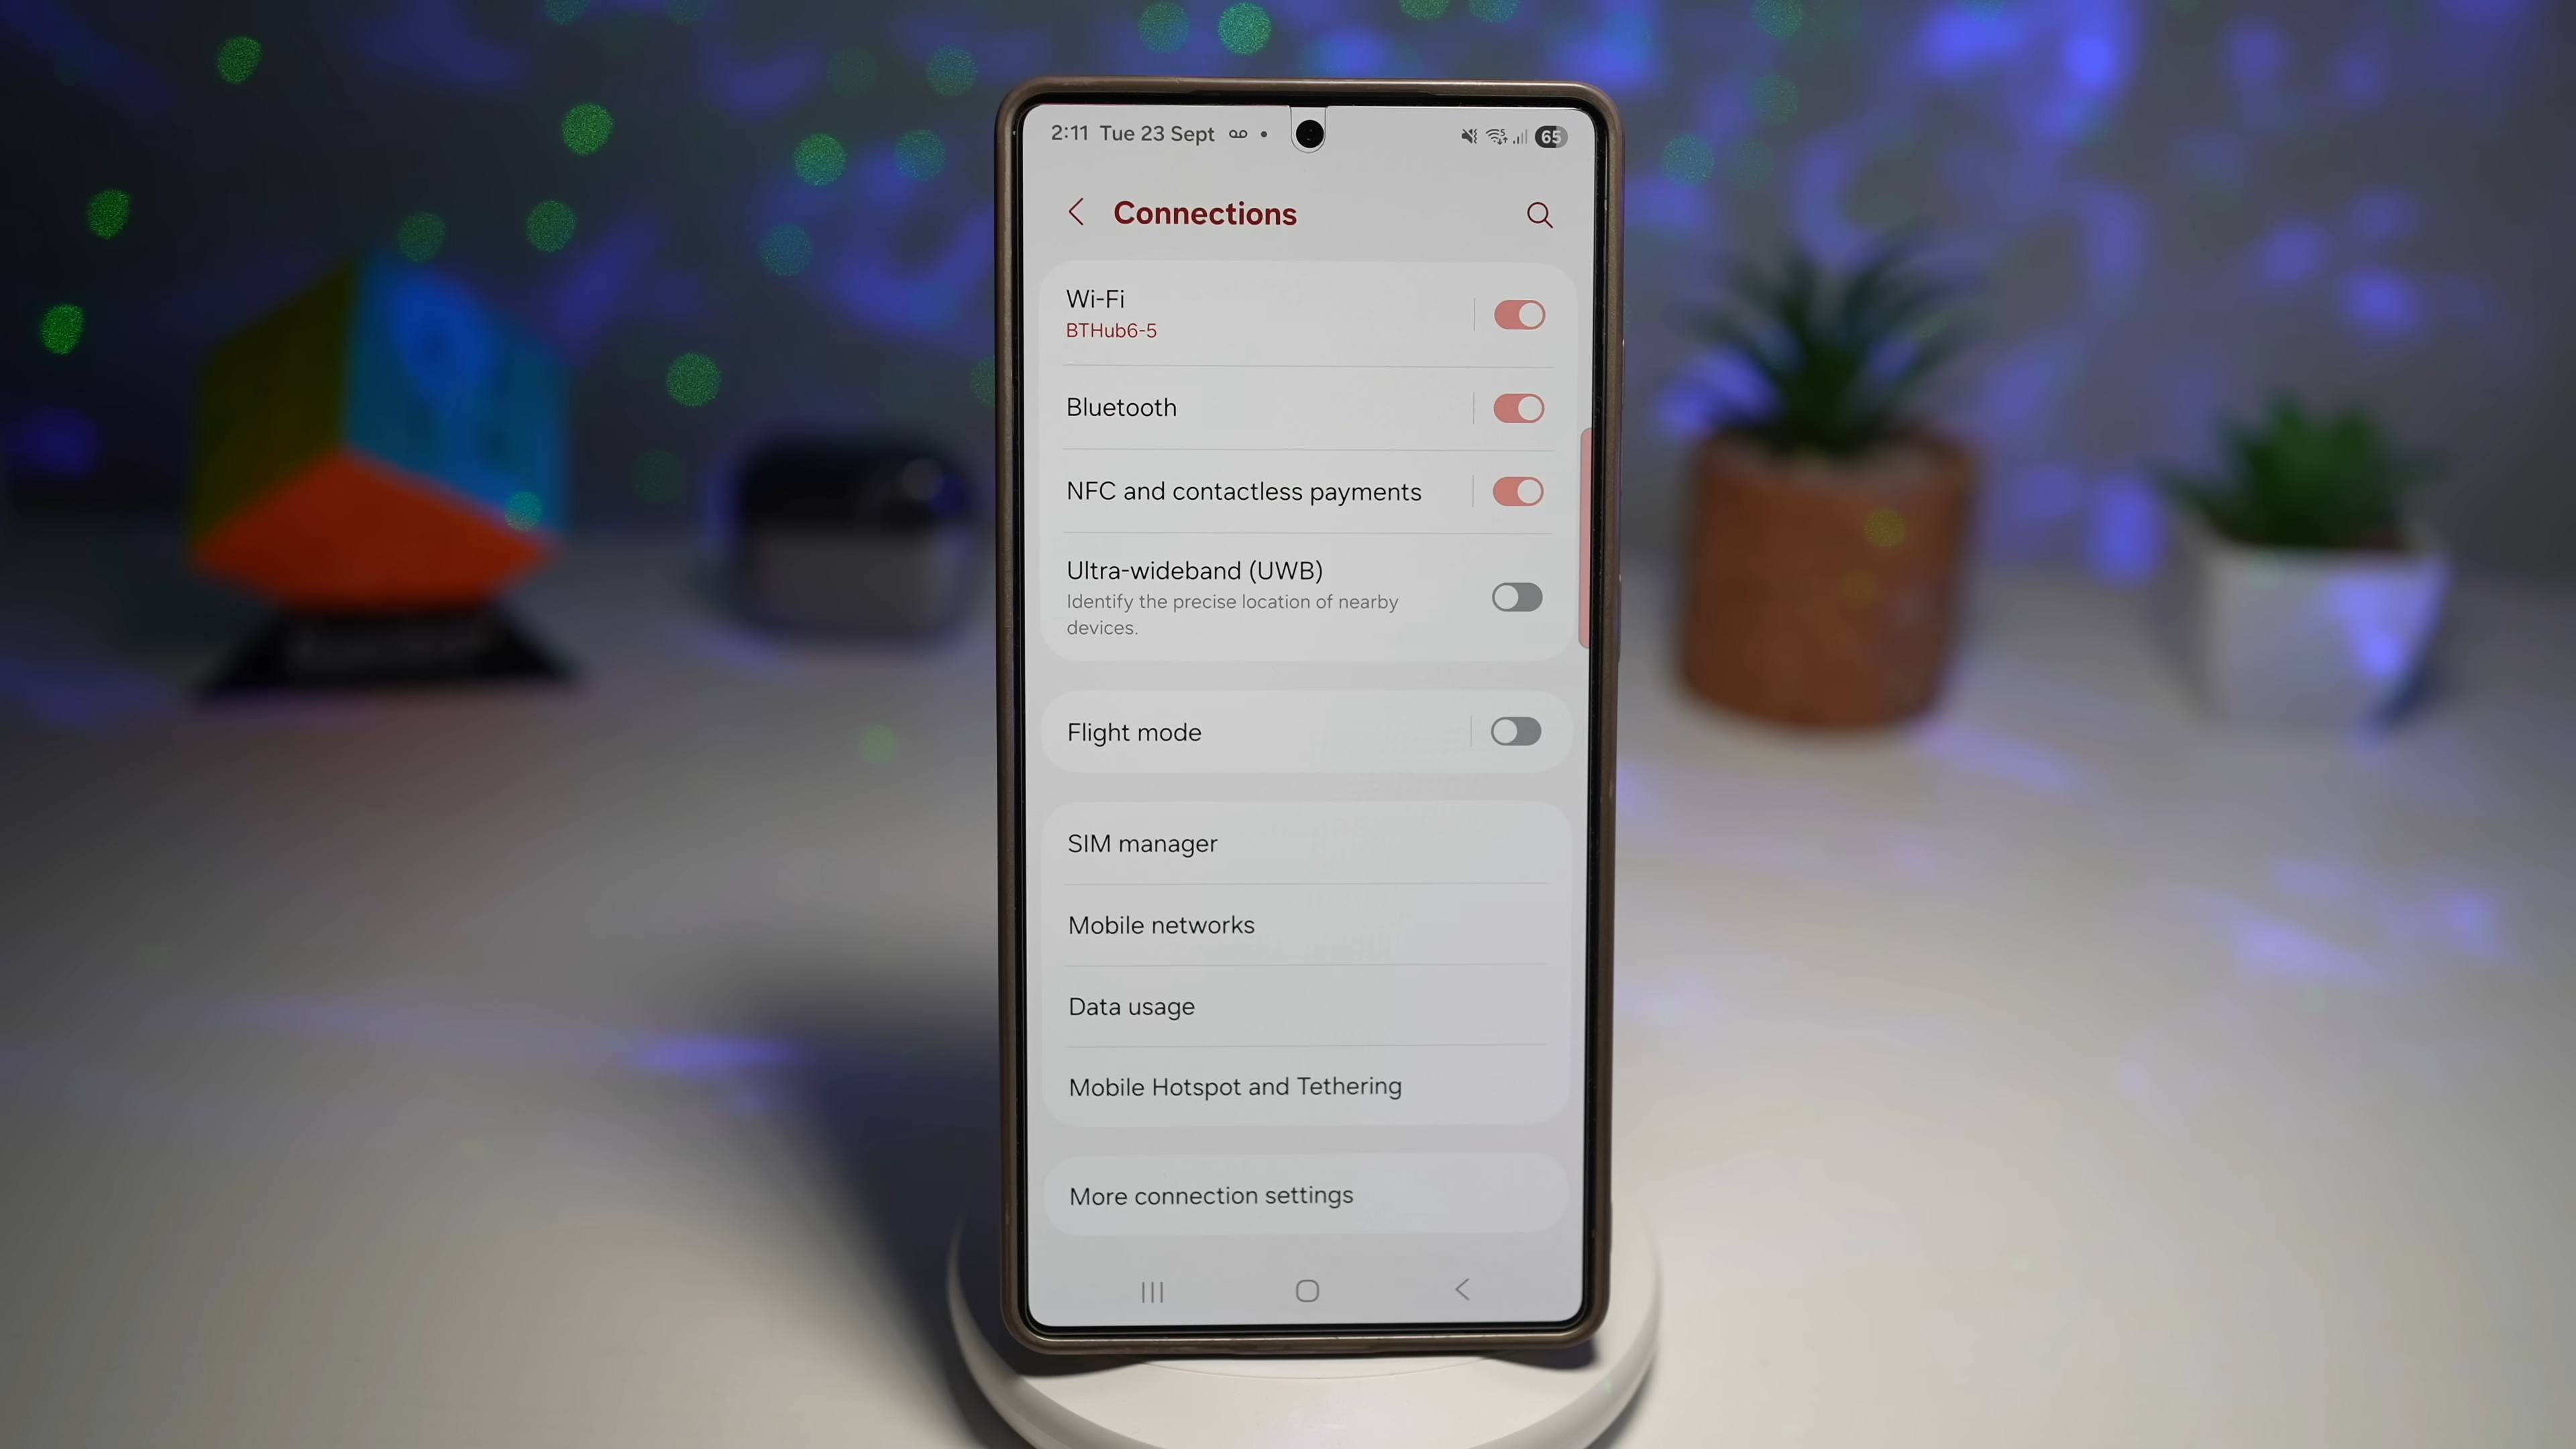 2:11 Tue 23 Sept
65
Connections
Wi-Fi
BTHub6-5
Bluetooth
NFC and contactless payments
Ultra-wideband (UWB)
Identify the precise location of nearby
devices.
Flight mode
SIM manager
Mobile networks
Data usage
Mobile Hotspot and Tethering
More connection settings